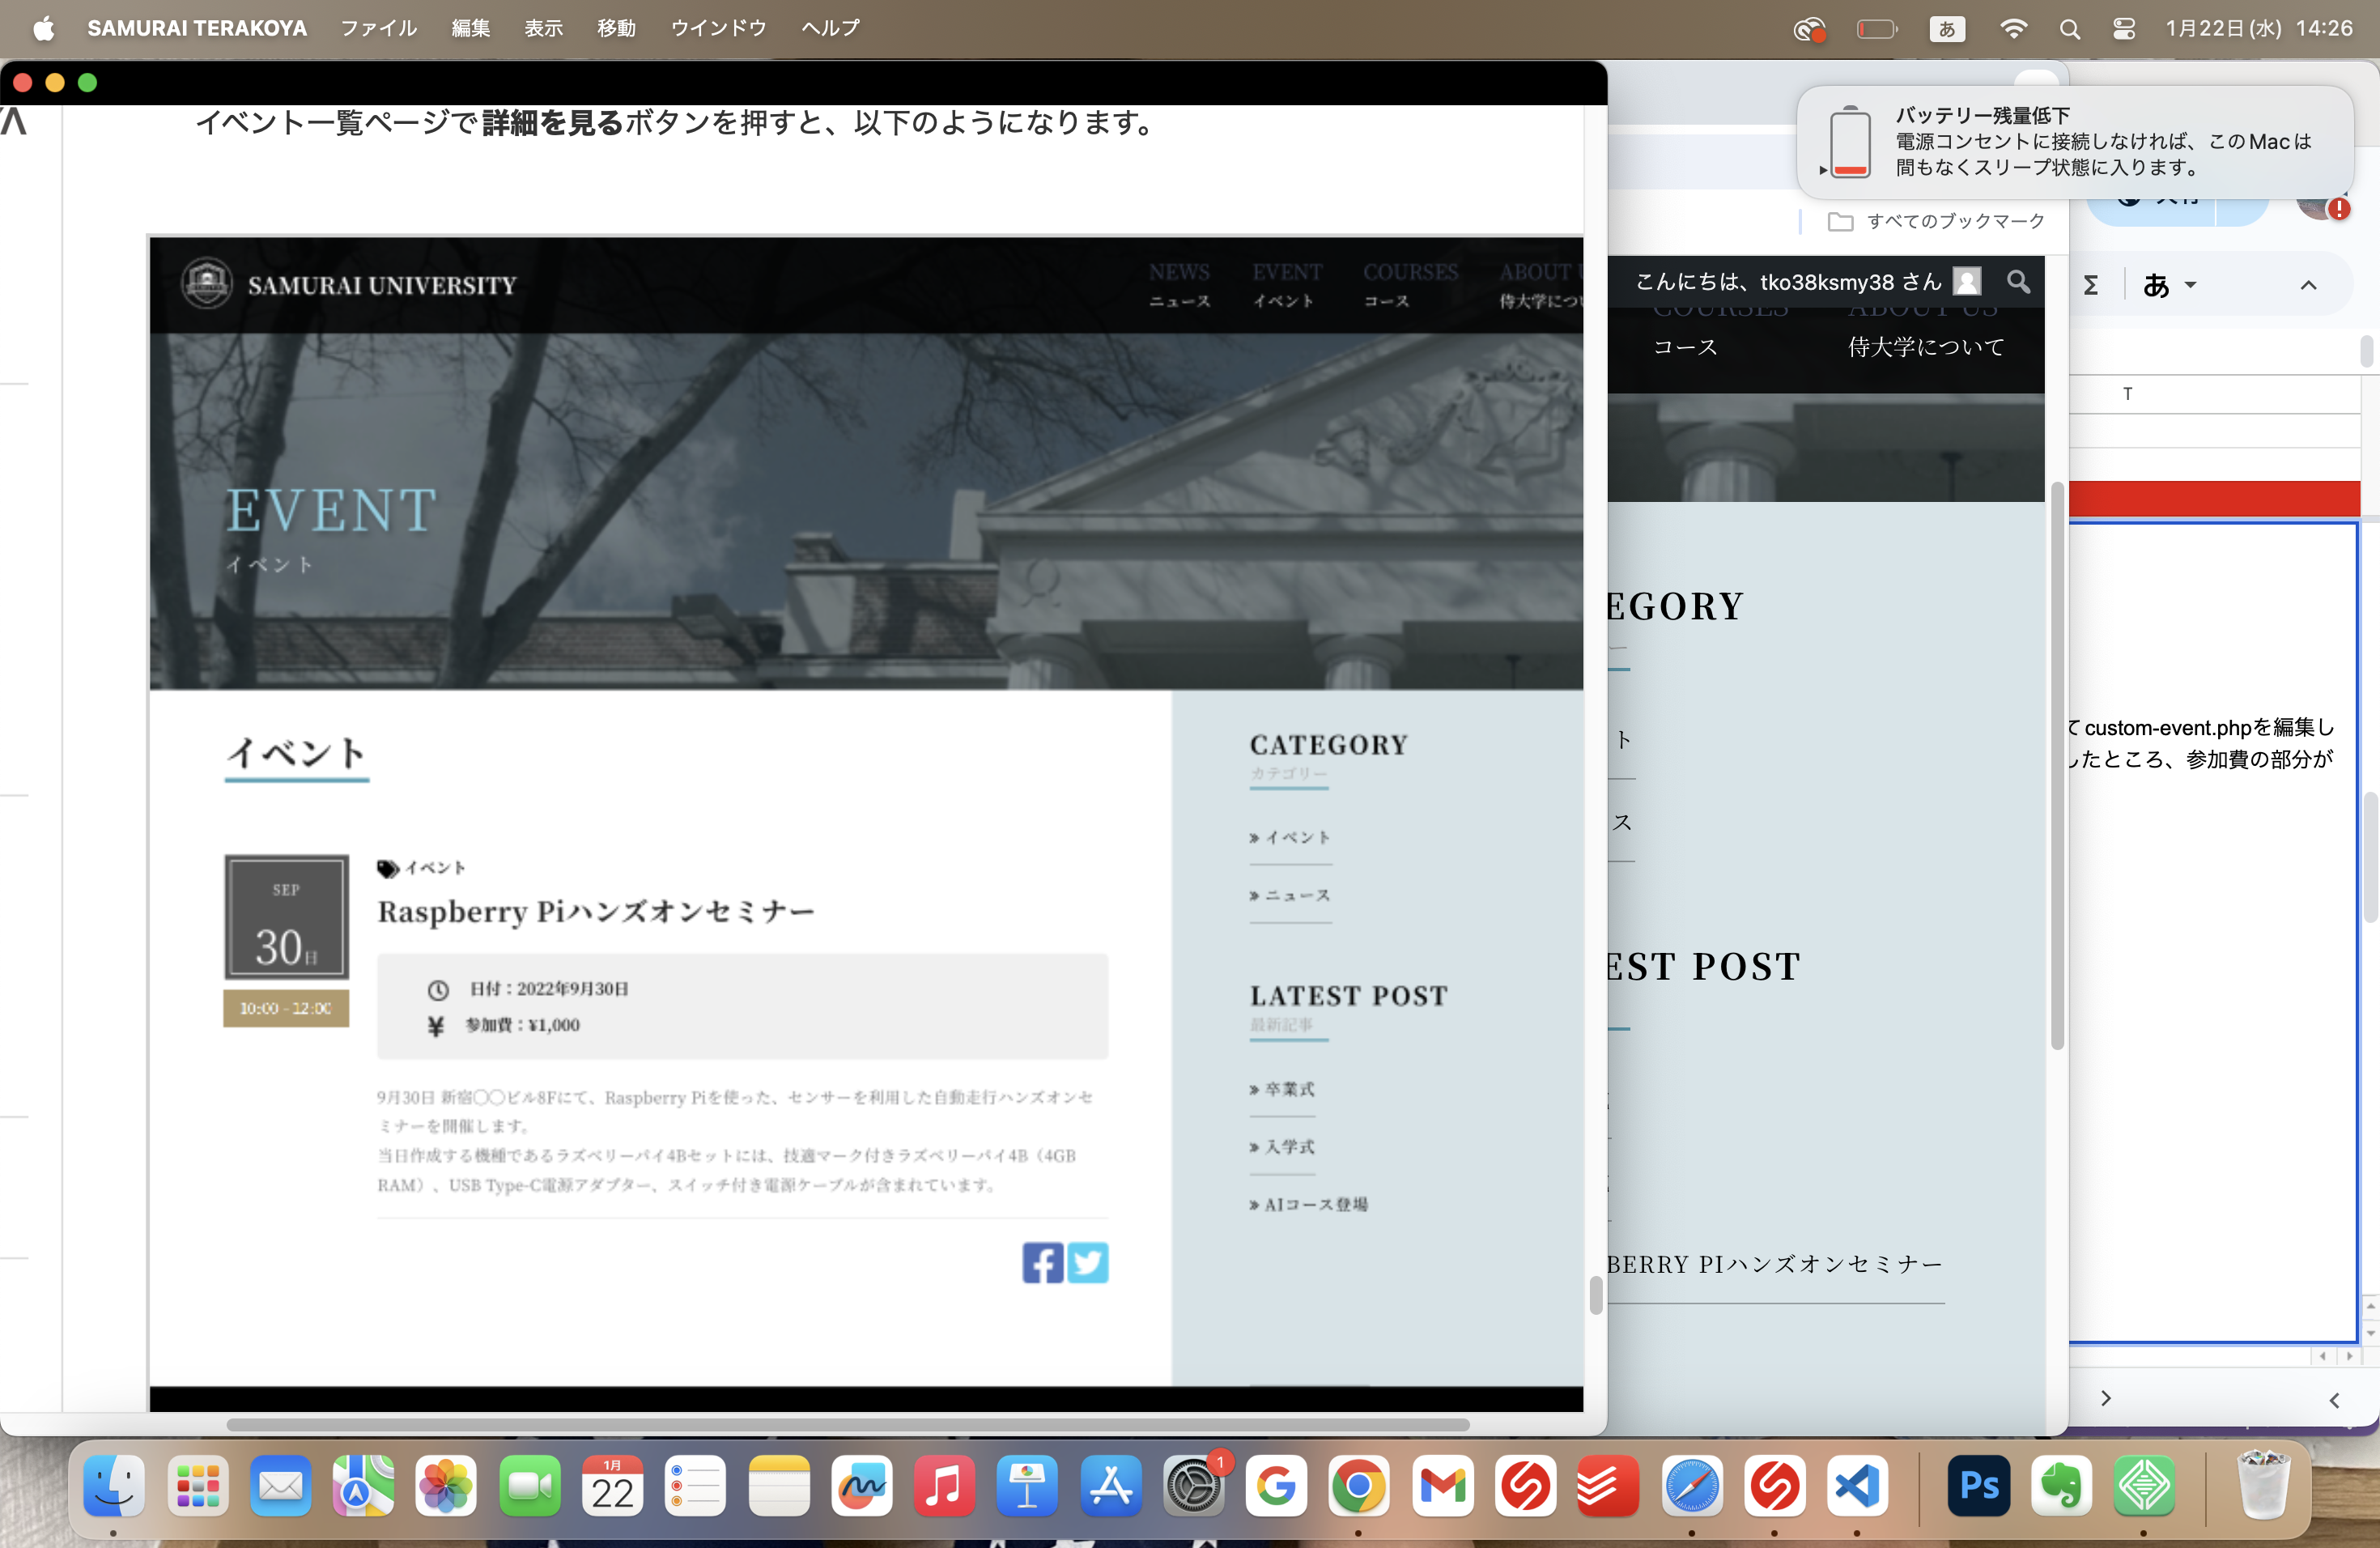 SAMURAI TERAKOYA ファイル 編集 表示 移動 ウインドウ ヘルプ
あ 1月22日(水) 14:26
バッテリー残量低下
電源コンセントに接続しなければ、このMacは
間もなくスリープ状態に入ります。
イベント一覧ページで詳細を見るボタンを押すと、以下のようになります。
SAMURAI UNIVERSITY
NEWS
ニュース
EVENT
イベント
COURSES
コース
ABOUT U
侍大学につい
EVENT
イベント
イベント
SEP
30日
10:00 - 12:00
イベント
Raspberry Piハンズオンセミナー
日付：2022年9月30日
¥ 参加費：¥1,000
9月30日 新宿〇〇ビル8Fにて、Raspberry Piを使った、センサーを利用した自動走行ハンズオンセ
ミナーを開催します。
当日作成する機種であるラズベリーパイ4Bセットには、技適マーク付きラズベリーパイ4B（4GB
RAM）、USB Type-C電源アダプター、スイッチ付き電源ケーブルが含まれています。
CATEGORY
カテゴリー
» イベント
» ニュース
LATEST POST
最新記事
» 卒業式
» 入学式
» AIコース登場
すべてのブックマーク
こんにちは、tko38ksmy38 さん
COURSES
コース
ABOUT US
侍大学について
EGORY
ー
ト
ス
EST POST
BERRY PIハンズオンセミナー
Σ あ
T
てcustom-event.phpを編集し
したところ、参加費の部分が
1月
22
1
Ps